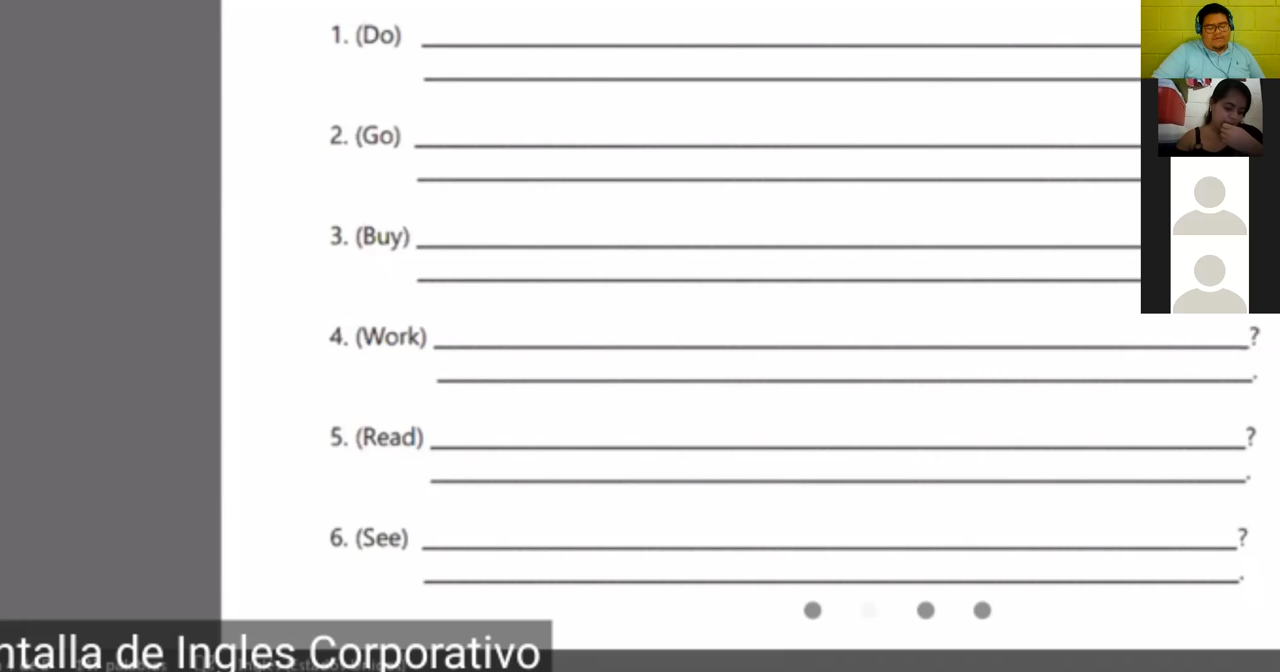 1. (Do)
2. (Go)
3. (Buy)
4. (Work) ?
.
5. (Read) ?
.
6. (See) ?
.
ntalla de Ingles Corporativo